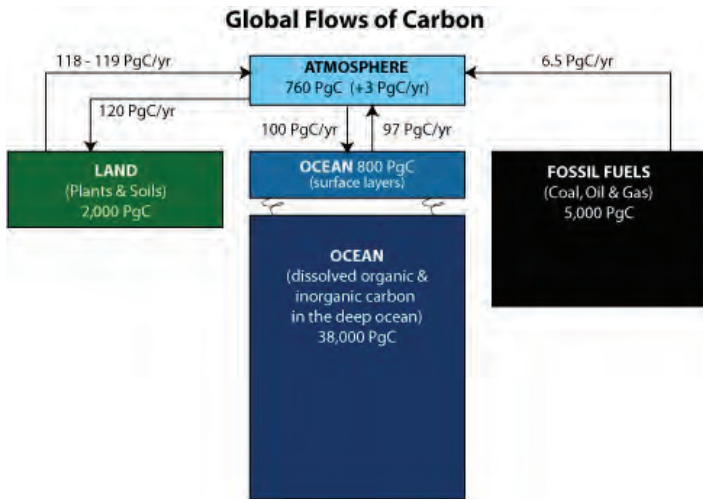 Global Flows of Carbon
118 - 119 PgC/yr
ATMOSPHERE
760 PgC (+3 PgC/yr)
6.5 PgC/yr
120 PgC/yr
100 PgC/yr
97 PgC/yr
LAND
(Plants & Soils)
2,000 PgC
OCEAN 800 PgC
(surface layers)
FOSSIL FUELS
(Coal, Oil & Gas)
5,000 PgC
OCEAN
(dissolved organic &
inorganic carbon
in the deep ocean)
38,000 PgC